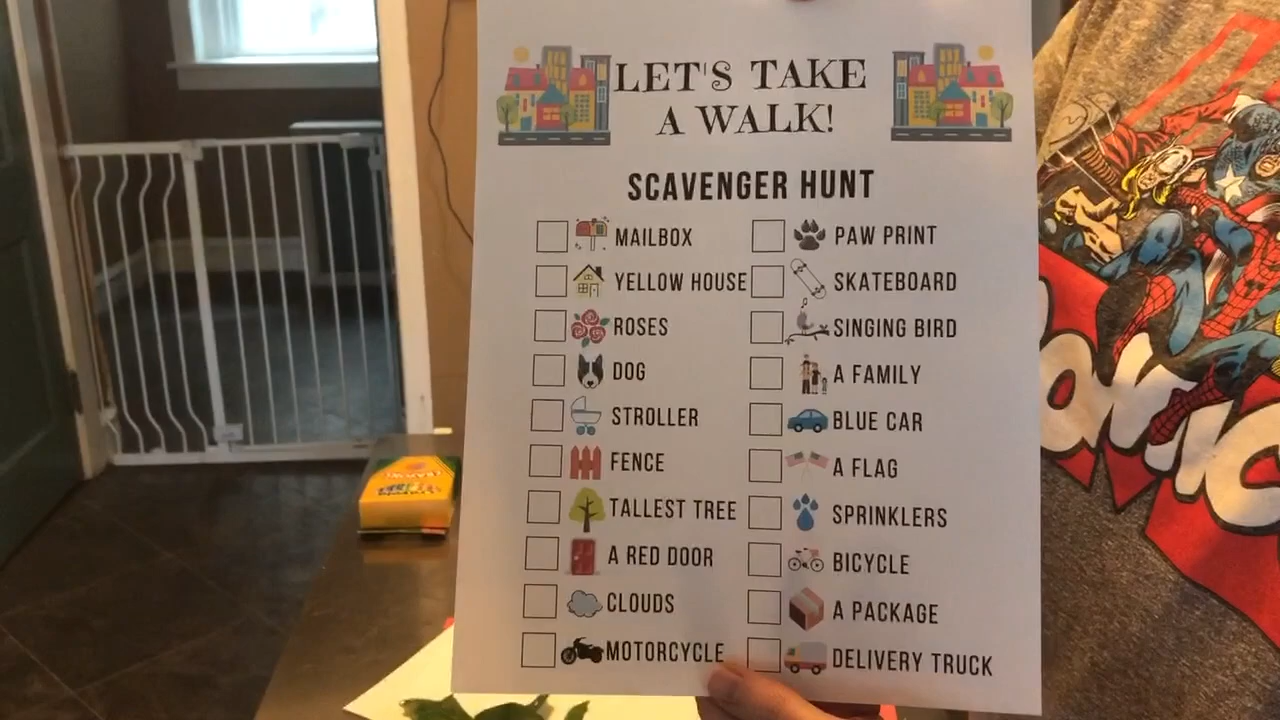 LET'S TAKE
A WALK!
SCAVENGER HUNT
MAILBOX
YELLOW HOUSE
ROSES
DOG
STROLLER
FENCE
TALLEST TREE
A RED DOOR
CLOUDS
MOTORCYCLE
PAW PRINT
SKATEBOARD
SINGING BIRD
A FAMILY
BLUE CAR
A FLAG
SPRINKLERS
BICYCLE
A PACKAGE
DELIVERY TRUCK